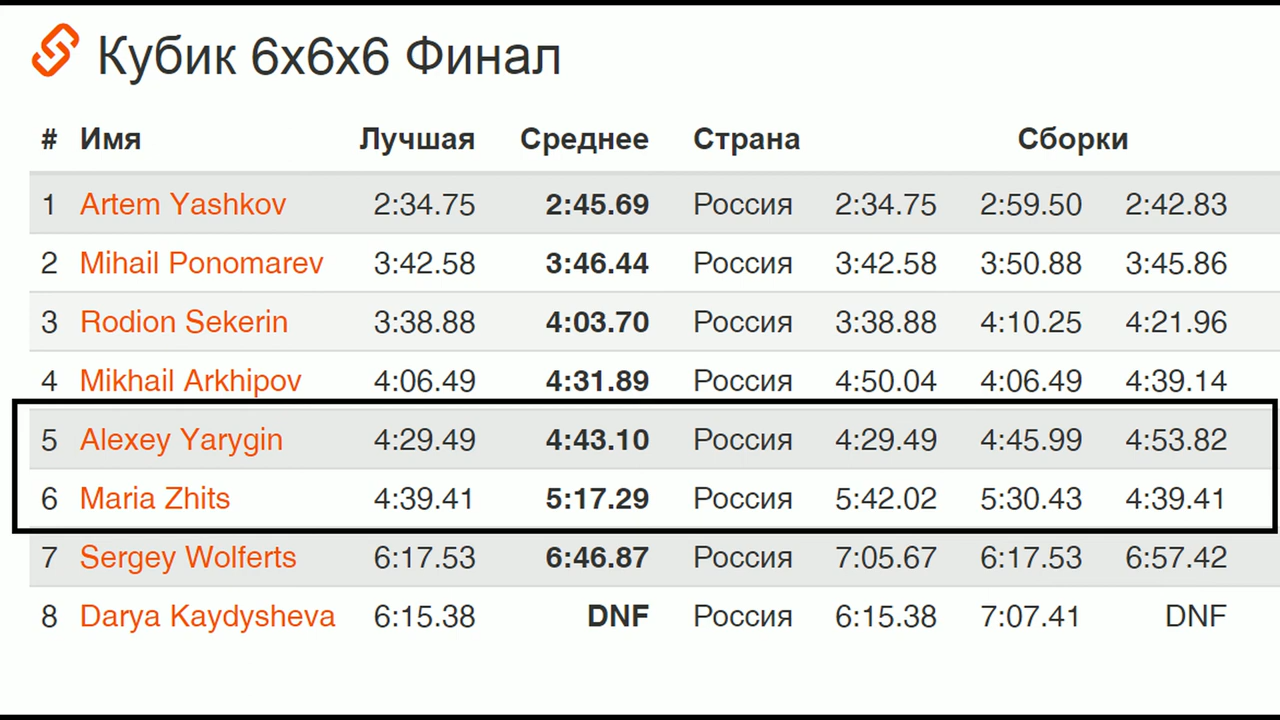 Кубик 6x6x6 Финал
# Имя Лучшая Среднее Страна Сборки
1 Artem Yashkov 2:34.75 2:45.69 Россия 2:34.75 2:59.50 2:42.83
2 Mihail Ponomarev 3:42.58 3:46.44 Россия 3:42.58 3:50.88 3:45.86
3 Rodion Sekerin 3:38.88 4:03.70 Россия 3:38.88 4:10.25 4:21.96
4 Mikhail Arkhipov 4:06.49 4:31.89 Россия 4:50.04 4:06.49 4:39.14
5 Alexey Yarygin 4:29.49 4:43.10 Россия 4:29.49 4:45.99 4:53.82
6 Maria Zhits 4:39.41 5:17.29 Россия 5:42.02 5:30.43 4:39.41
7 Sergey Wolferts 6:17.53 6:46.87 Россия 7:05.67 6:17.53 6:57.42
8 Darya Kaydysheva 6:15.38 DNF Россия 6:15.38 7:07.41 DNF